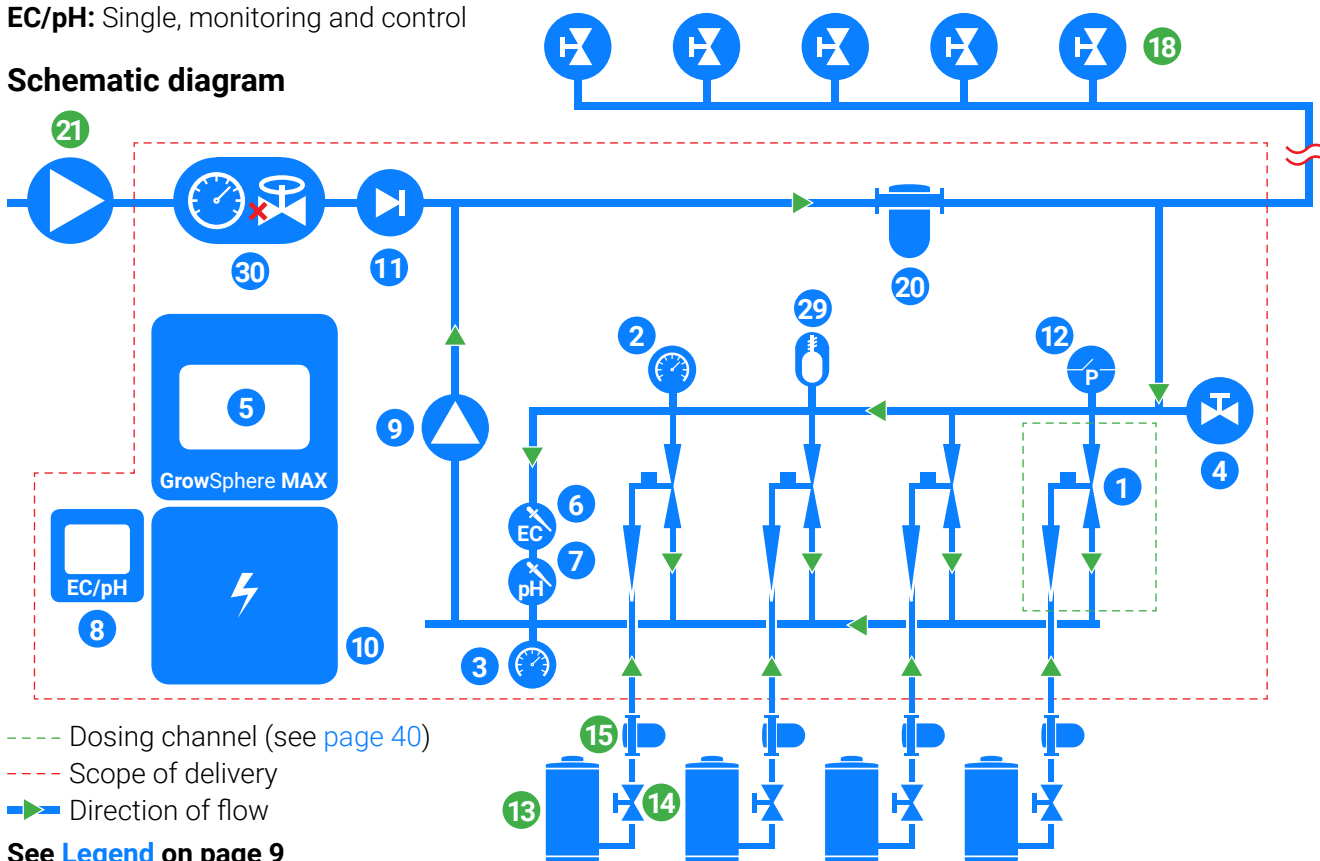 EC/pH: Single, monitoring and control
Schematic diagram
18
21
30
11
20
29
2
12
P
5
9
4
GrowSphere MAX
1
6
EC
7
EC/pH
pH
8
10
3
15
13
14
Dosing channel (see page 40)
Scope of delivery
Direction of flow
See Legend on page 9